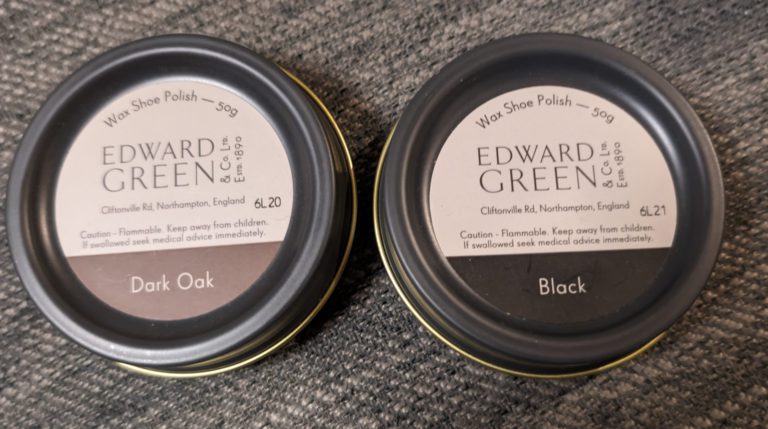 Wax Shoe Polish — 50g
EDWARD
GREEN
& Co. Ltd.
Estd. 1890
Cliftonville Rd, Northampton, England
6L20
Caution - Flammable. Keep away from children.
If swallowed seek medical advice immediately.
Dark Oak
Wax Shoe Polish — 50g
EDWARD
GREEN
& Co. Ltd.
Estd. 1890
Cliftonville Rd, Northampton, England
6L21
Caution - Flammable. Keep away from children.
If swallowed seek medical advice immediately.
Black